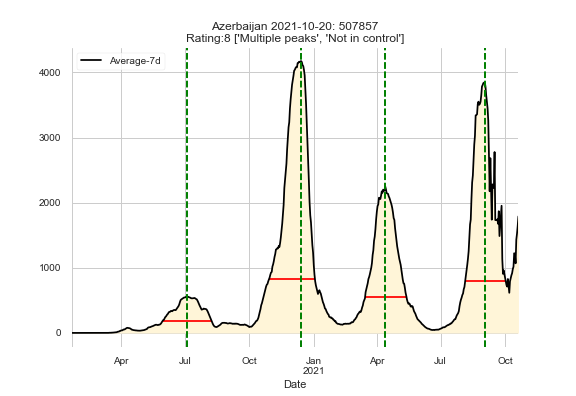 Azerbaijan 2021-10-20: 507857
Rating:8 ['Multiple peaks', 'Not in control']
Average-7d
4000
3000
2000
1000
0
Apr Jul Oct Jan Apr Jul Oct
2021
Date